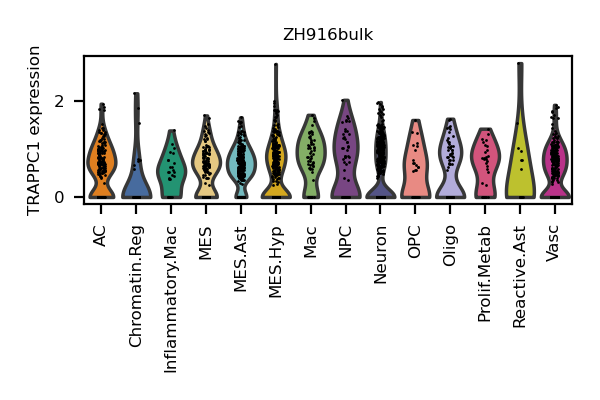 ZH916bulk
TRAPPC1 expression
2
0
AC
Chromatin.Reg
Inflammatory.Mac
MES
MES.Ast
MES.Hyp
Mac
NPC
Neuron
OPC
Oligo
Prolif.Metab
Reactive.Ast
Vasc